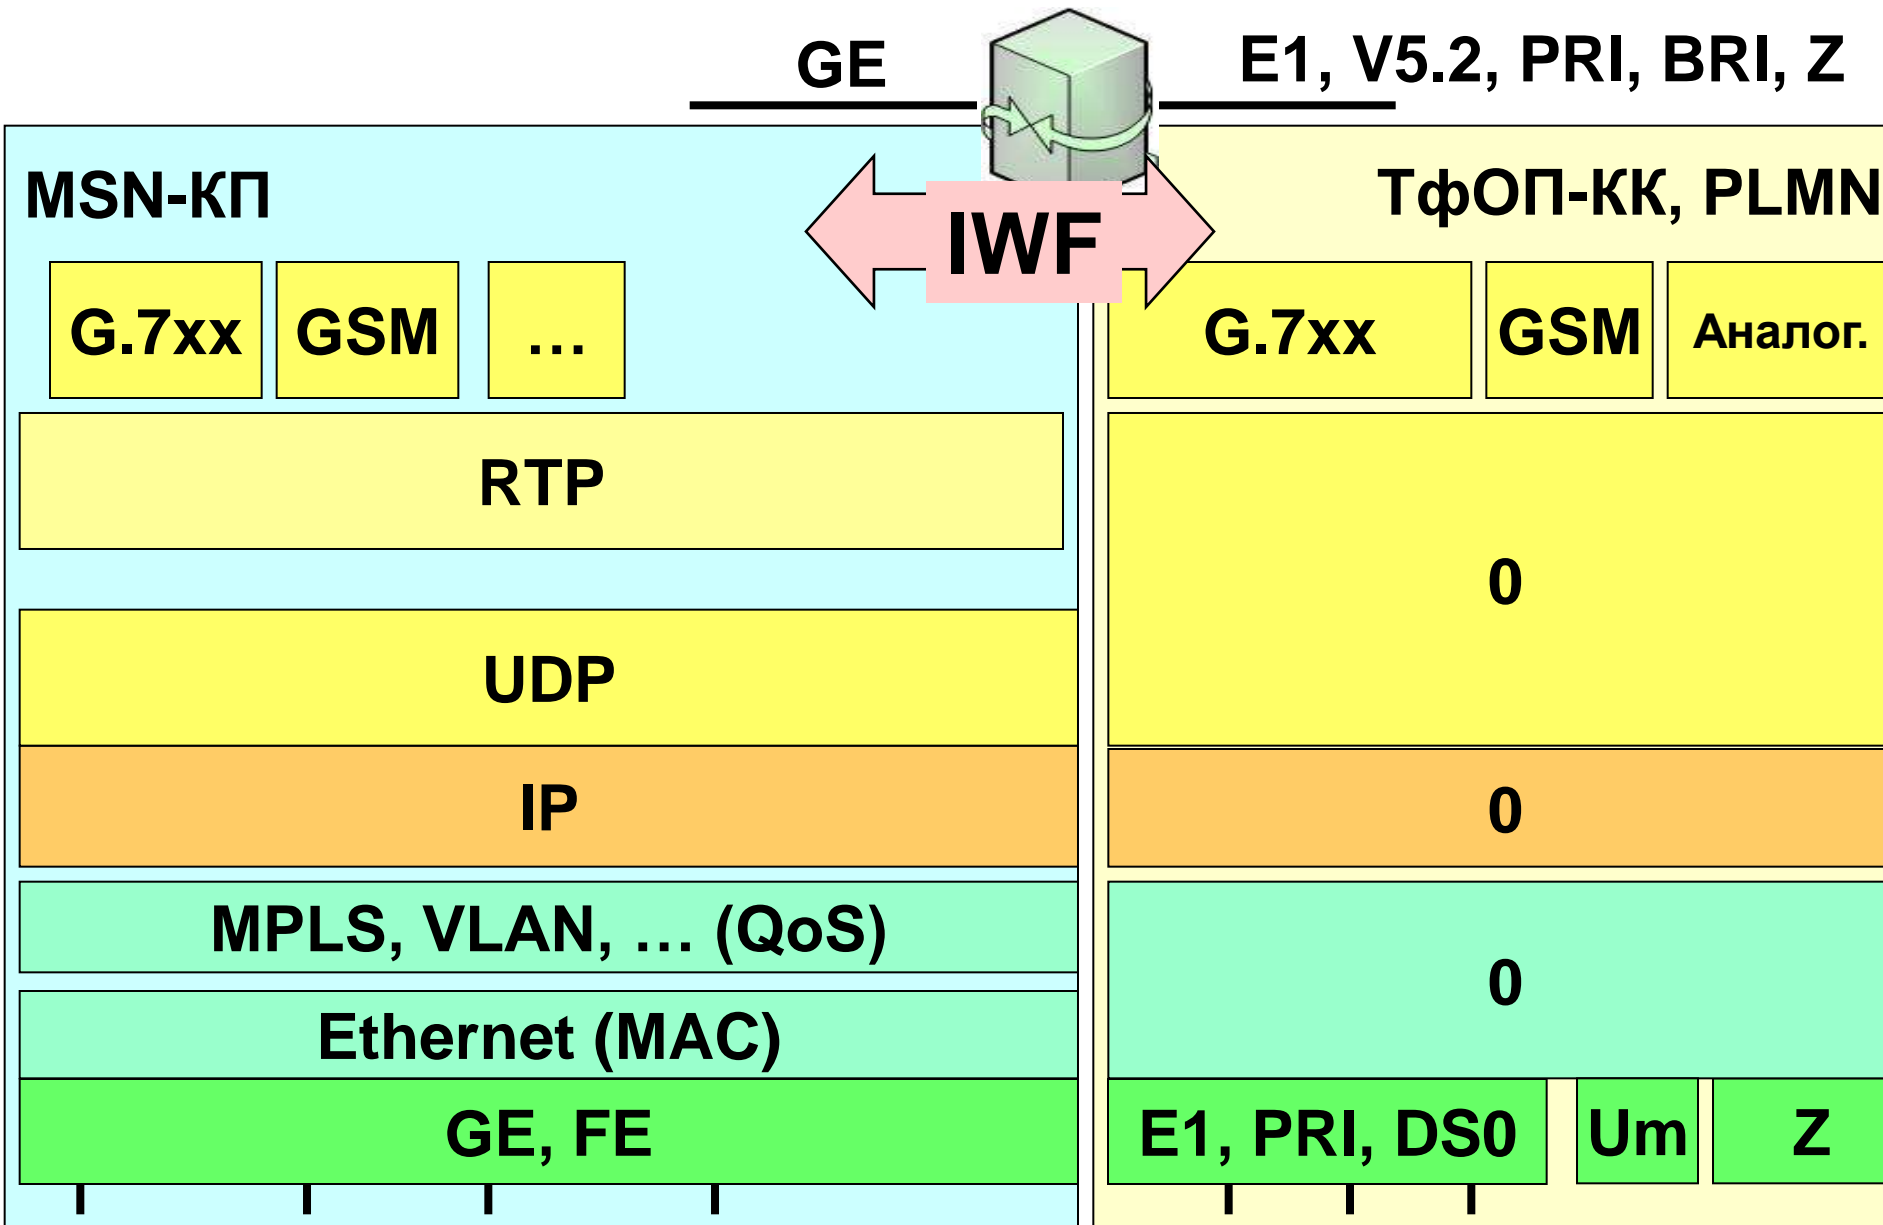 GE
E1, V5.2, PRI, BRI, Z
MSN-КП
IWF
ТфОП-КК, PLMN
G.7xx
GSM
…
G.7xx
GSM
Аналог.
RTP
0
UDP
IP
0
MPLS, VLAN, … (QoS)
0
Ethernet (MAC)
GE, FE
E1, PRI, DS0
Um
Z